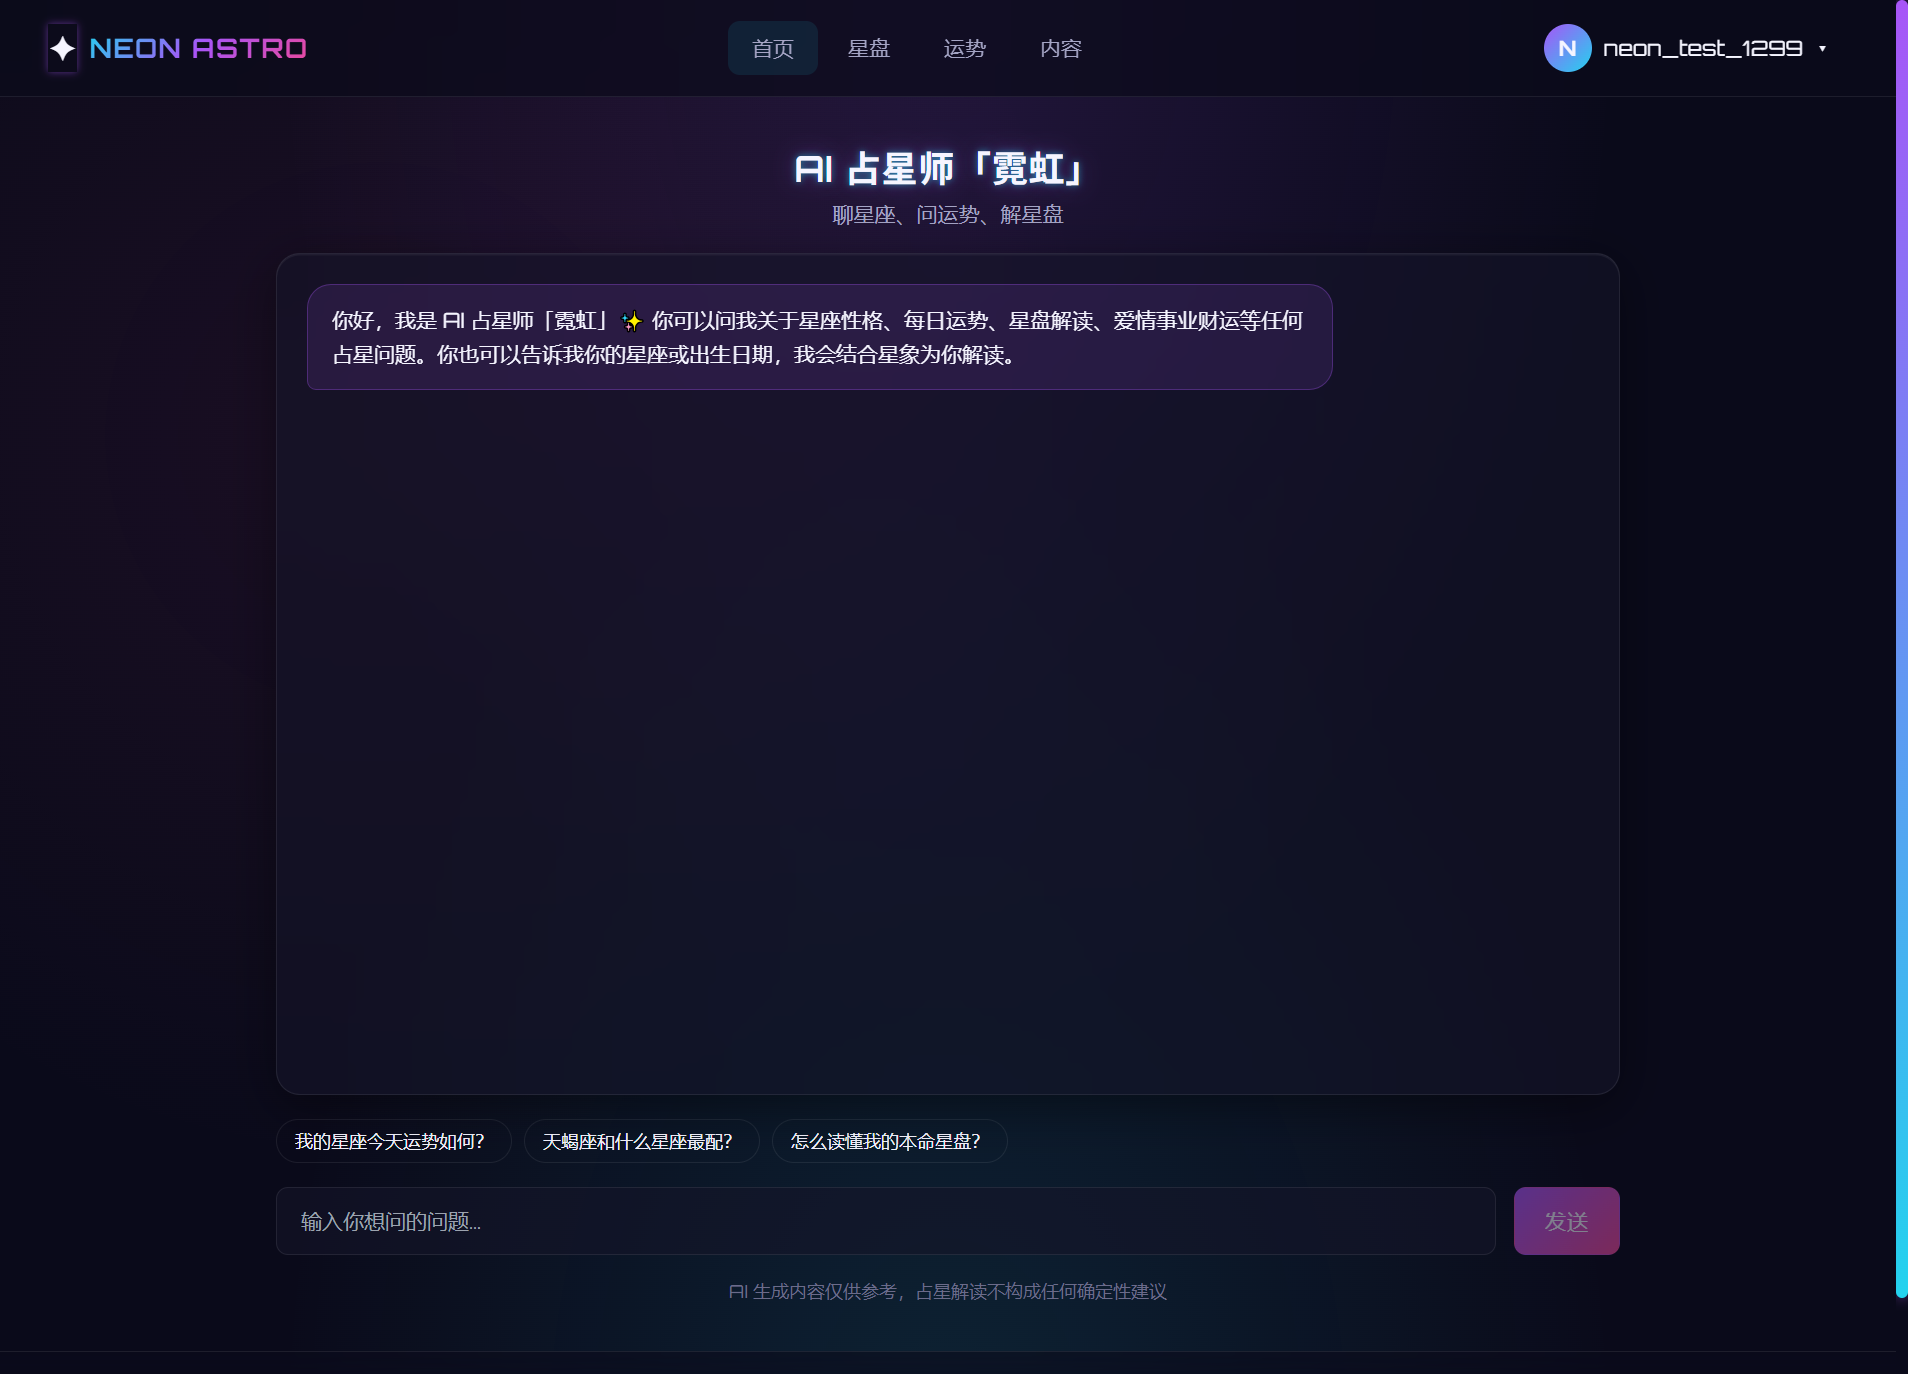 NEON ASTRO
首页 星盘 运势 内容
N neon_test_1299
AI 占星师「霓虹」
聊星座、问运势、解星盘
你好，我是 AI 占星师「霓虹」✨ 你可以问我关于星座性格、每日运势、星盘解读、爱情事业财运等任何
占星问题。你也可以告诉我你的星座或出生日期，我会结合星象为你解读。
我的星座今天运势如何？ 天蝎座和什么星座最配？ 怎么读懂我的本命星盘？
输入你想问的问题... 发送
AI 生成内容仅供参考，占星解读不构成任何确定性建议